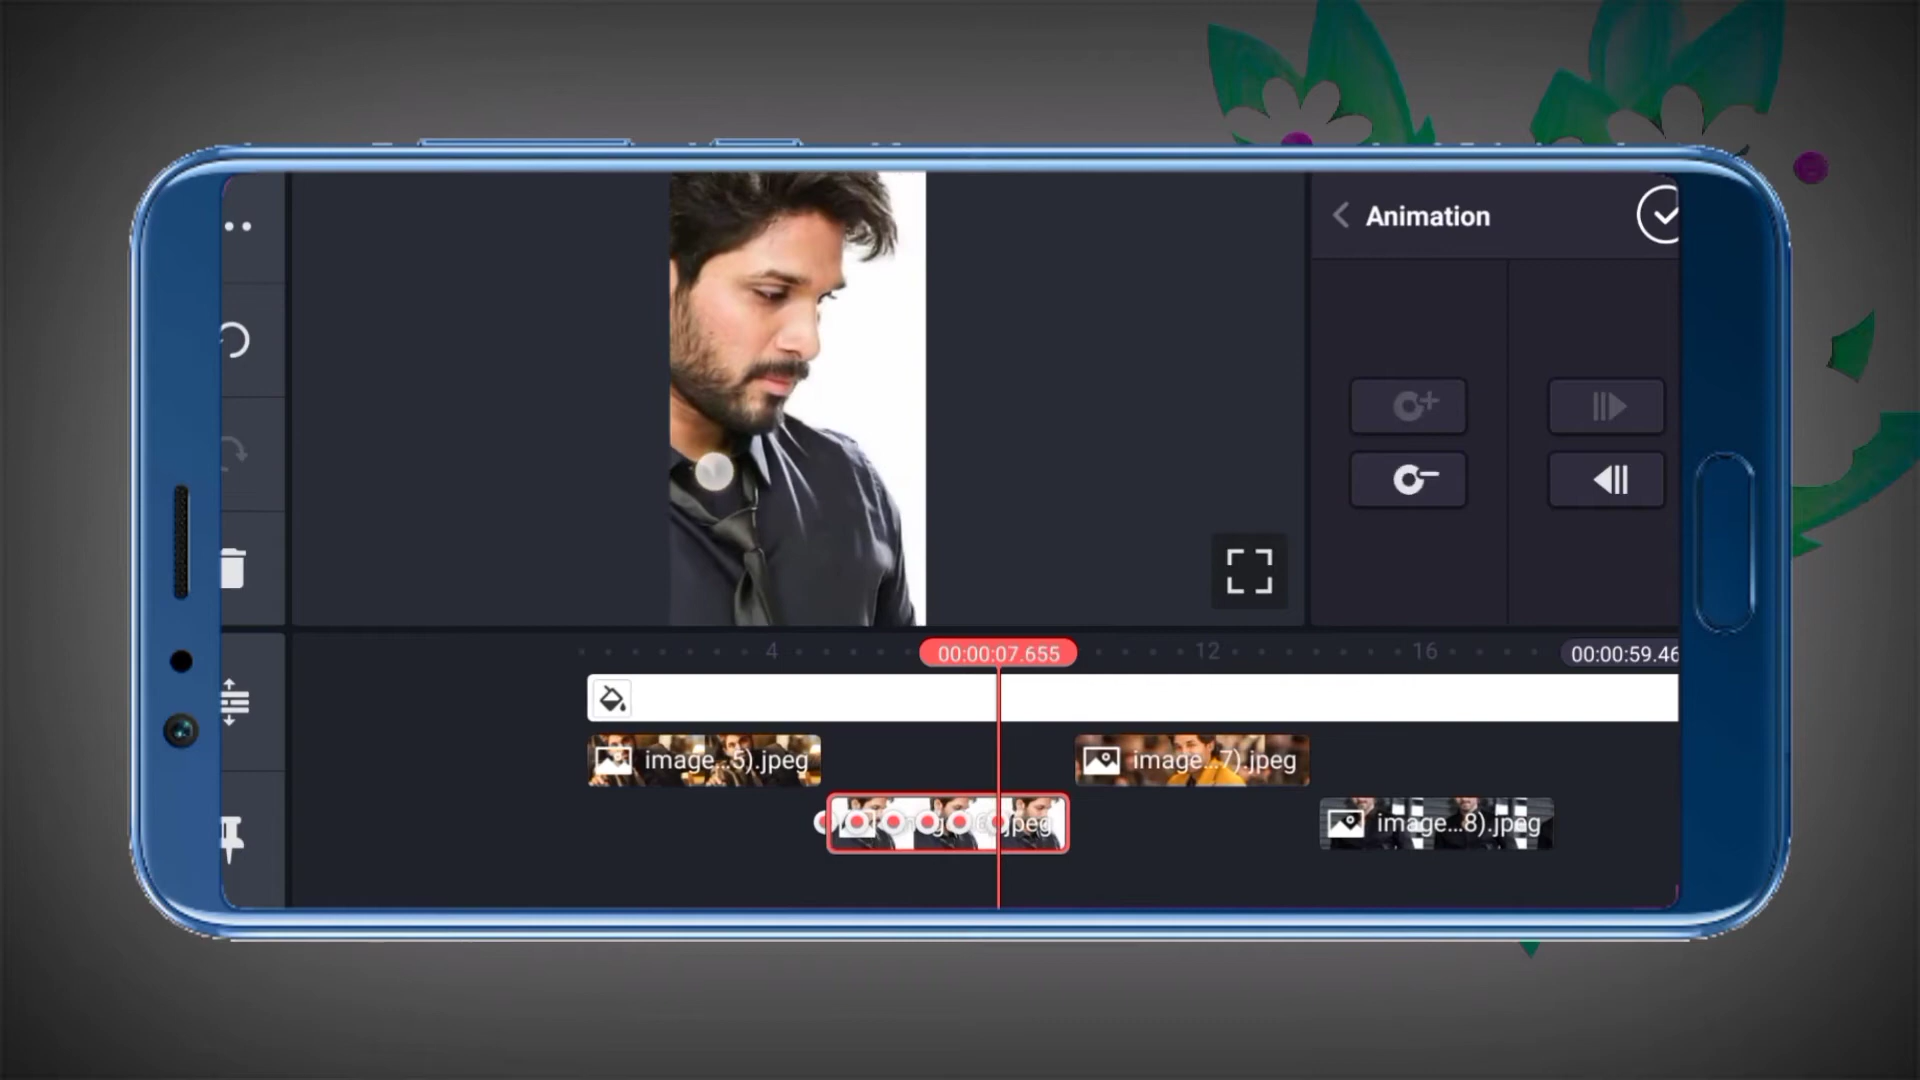 Animation
4
00:00:07.655
12
16
00:00:59.46
image...5).jpeg
image...7).jpeg
jpeg
image...8).jpeg